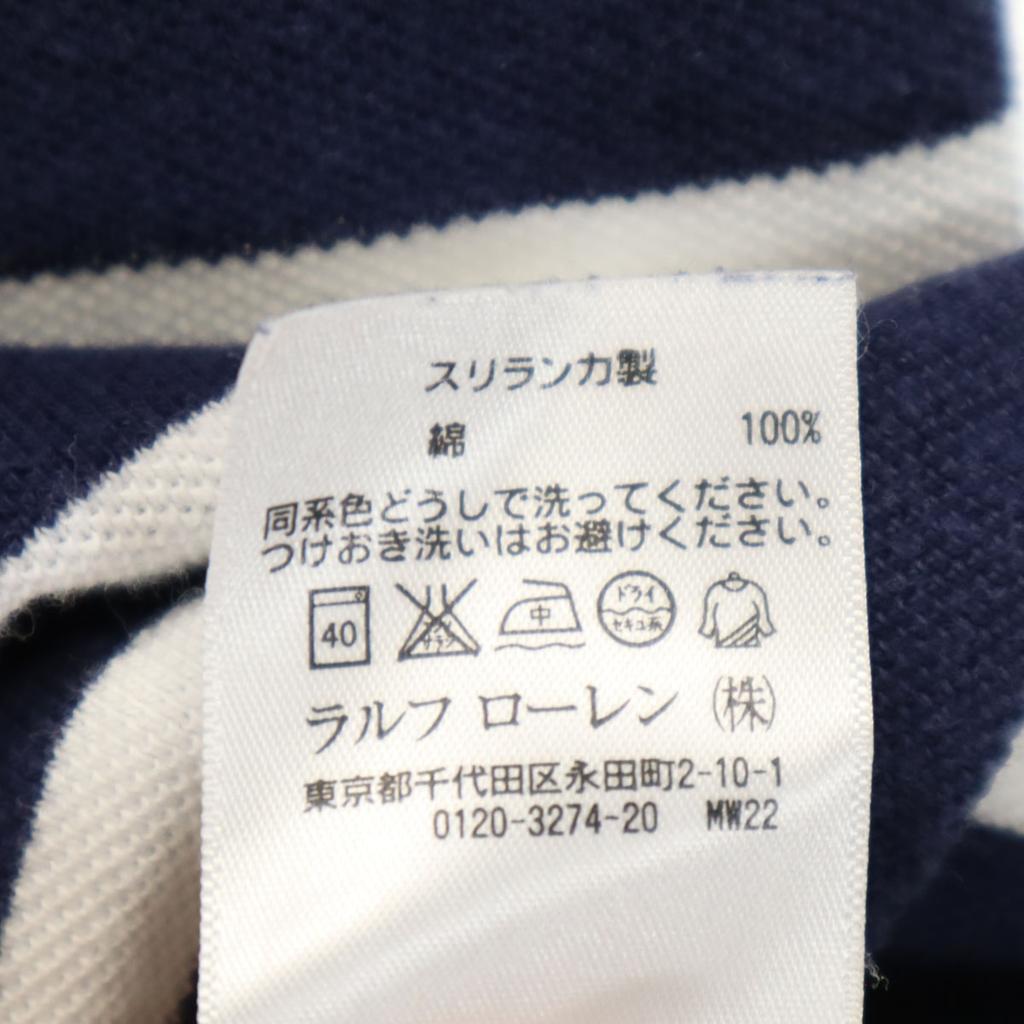 スリランカ製
綿 100%
同系色どうしで洗ってください。
つけおき洗いはお避けください。
40 サラシ 中 ドライ セキユ系
ラルフ ローレン (株)
東京都千代田区永田町2-10-1
0120-3274-20 MW22